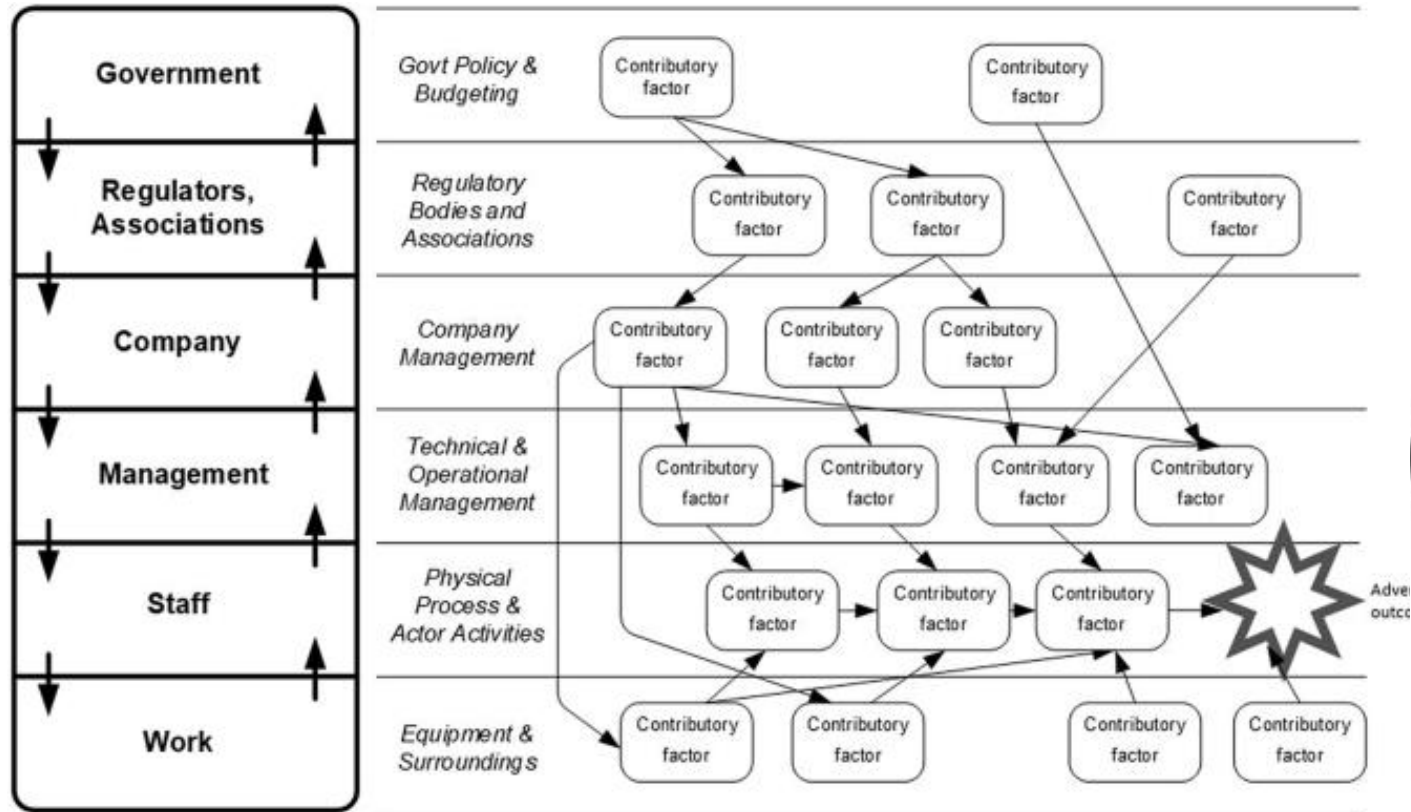 Government
Regulators,
Associations
Company
Management
Staff
Work
Govt Policy &
Budgeting
Contributory
factor
Contributory
factor
Regulatory
Bodies and
Associations
Contributory
factor
Contributory
factor
Contributory
factor
Company
Management
Contributory
factor
Contributory
factor
Contributory
factor
Technical &
Operational
Management
Contributory
factor
Contributory
factor
Contributory
factor
Contributory
factor
Physical
Process &
Actor Activities
Contributory
factor
Contributory
factor
Contributory
factor
Equipment &
Surroundings
Contributory
factor
Contributory
factor
Contributory
factor
Contributory
factor